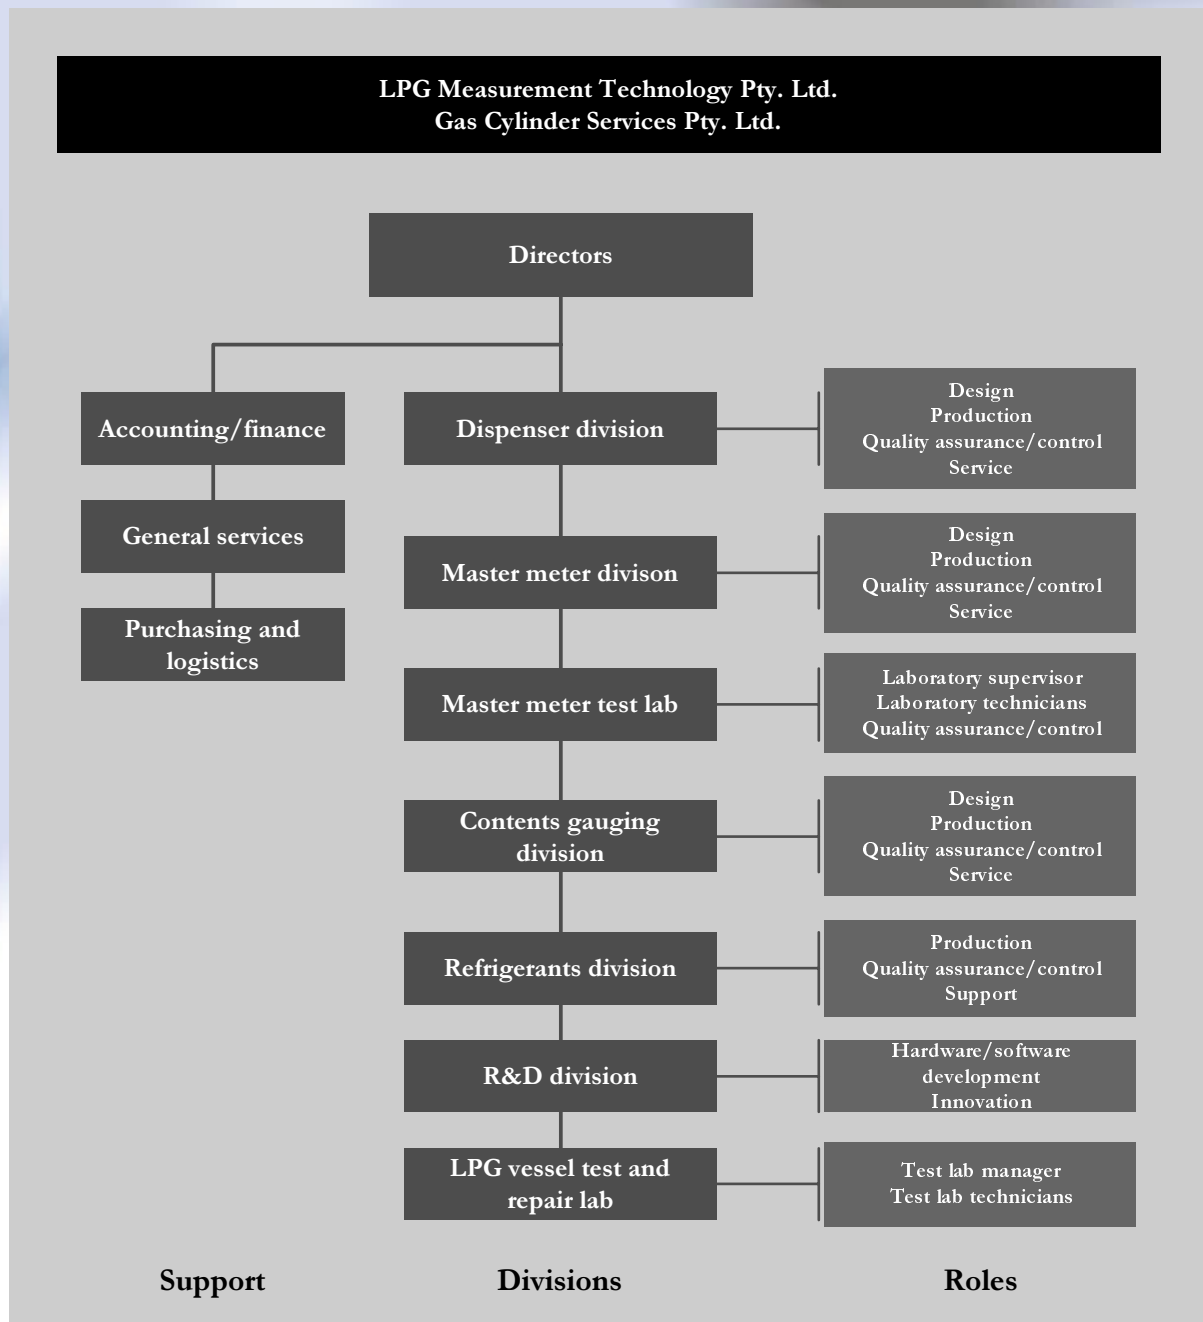 LPG Measurement Technology Pty. Ltd.
Gas Cylinder Services Pty. Ltd.
Directors
Accounting/finance
General services
Purchasing and
logistics
Dispenser division
Design
Production
Quality assurance/control
Service
Master meter divison
Design
Production
Quality assurance/control
Service
Master meter test lab
Laboratory supervisor
Laboratory technicians
Quality assurance/control
Contents gauging
division
Design
Production
Quality assurance/control
Service
Refrigerants division
Production
Quality assurance/control
Support
R&D division
Hardware/software
development
Innovation
LPG vessel test and
repair lab
Test lab manager
Test lab technicians
Support
Divisions
Roles